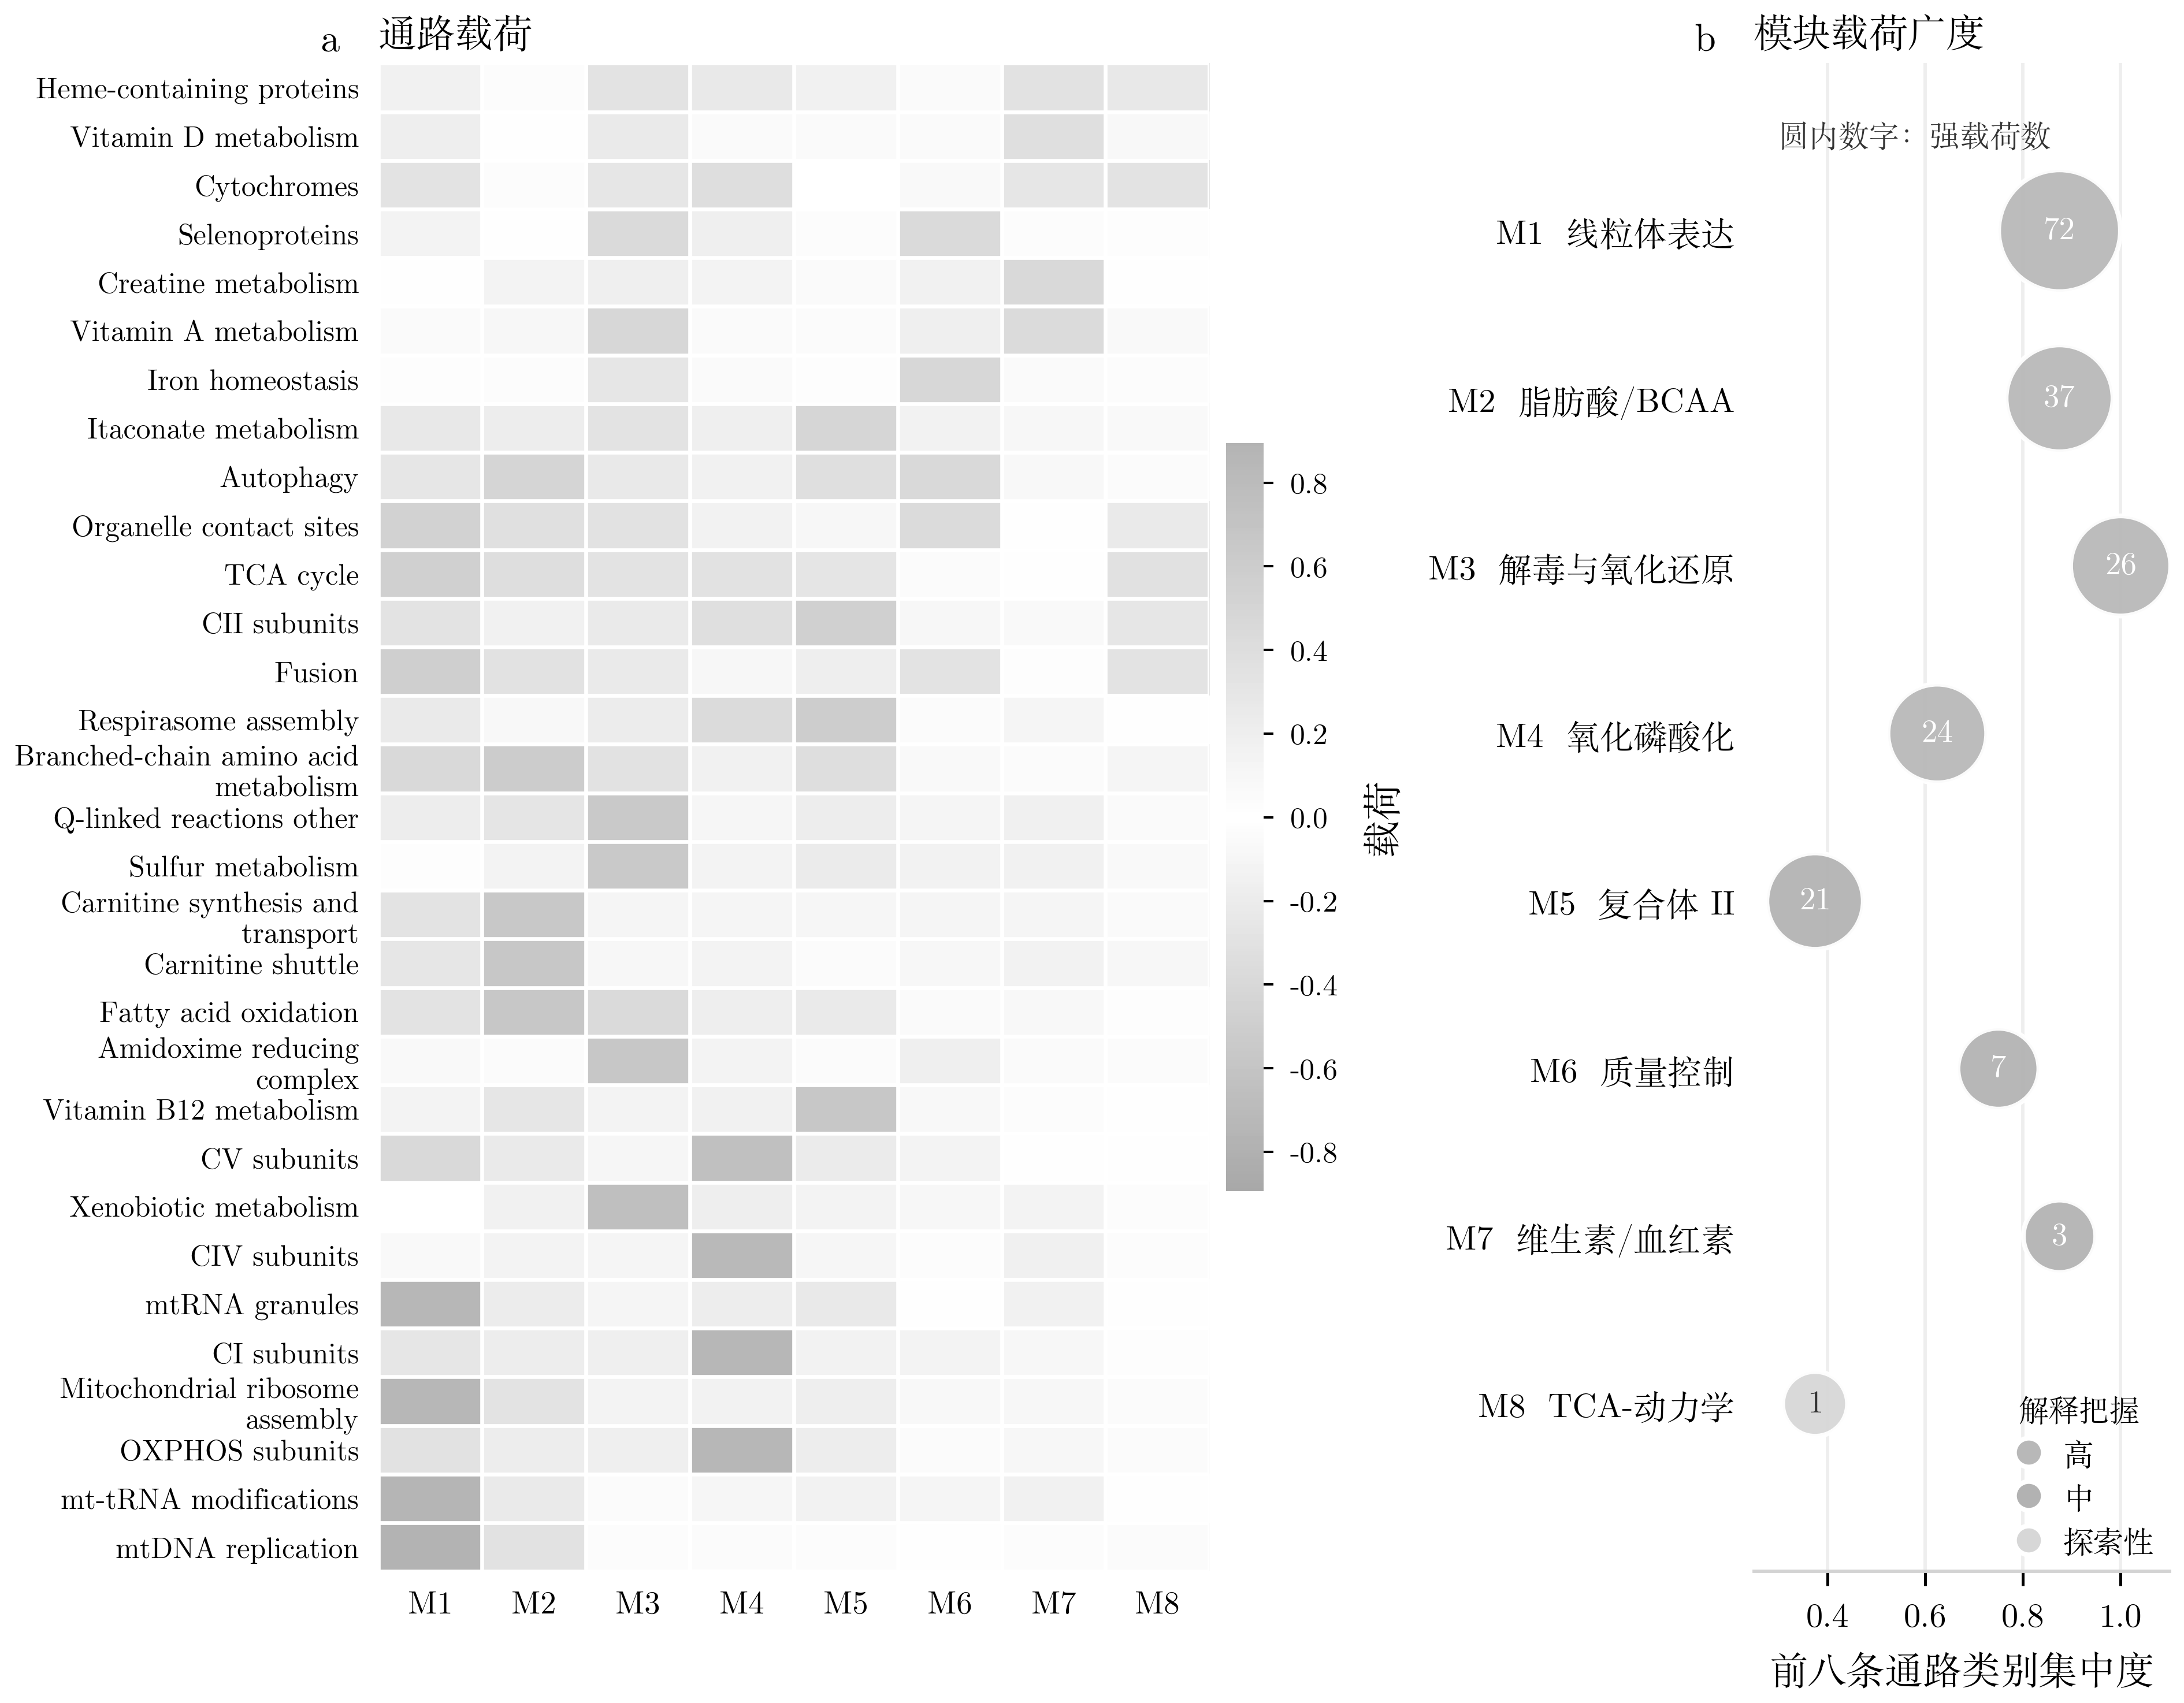 a 通路载荷
Heme-containing proteins
Vitamin D metabolism
Cytochromes
Selenoproteins
Creatine metabolism
Vitamin A metabolism
Iron homeostasis
Itaconate metabolism
Autophagy
Organelle contact sites
TCA cycle
CII subunits
Fusion
Respirasome assembly
Branched-chain amino acid
metabolism
Q-linked reactions other
Sulfur metabolism
Carnitine synthesis and
transport
Carnitine shuttle
Fatty acid oxidation
Amidoxime reducing
complex
Vitamin B12 metabolism
CV subunits
Xenobiotic metabolism
CIV subunits
mtRNA granules
CI subunits
Mitochondrial ribosome
assembly
OXPHOS subunits
mt-tRNA modifications
mtDNA replication
M1 M2 M3 M4 M5 M6 M7 M8
0.8
0.6
0.4
0.2
0.0
-0.2
-0.4
-0.6
-0.8
载荷
b 模块载荷广度
圆内数字：强载荷数
M1 线粒体表达 72
M2 脂肪酸/BCAA 37
M3 解毒与氧化还原 26
M4 氧化磷酸化 24
M5 复合体 II 21
M6 质量控制 7
M7 维生素/血红素 3
M8 TCA-动力学 1
解释把握
高
中
探索性
0.4 0.6 0.8 1.0
前八条通路类别集中度